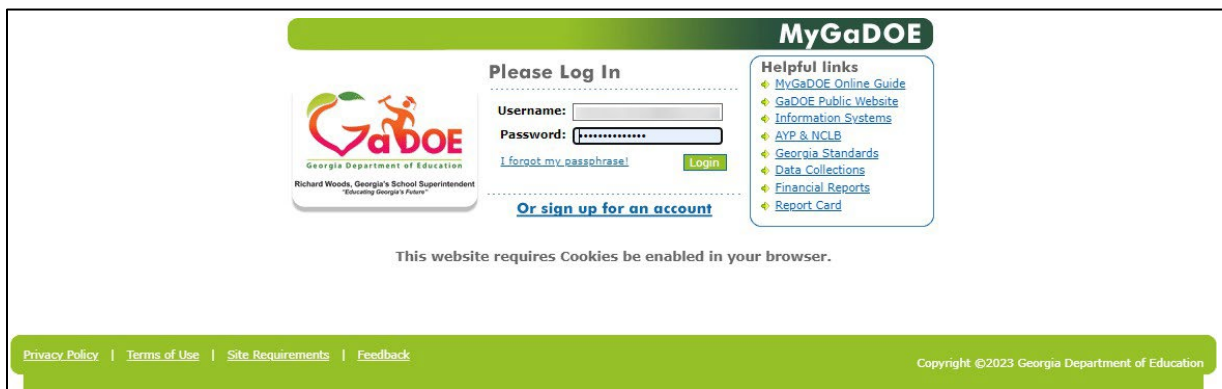 MyGaDOE
Please Log In
Username:
Password: ••••••••••••••
I forgot my passphrase!
Login
Or sign up for an account
GaDOE
Georgia Department of Education
Richard Woods, Georgia's School Superintendent
"Educating Georgia's Future"
Helpful links
MyGaDOE Online Guide
GaDOE Public Website
Information Systems
AYP & NCLB
Georgia Standards
Data Collections
Financial Reports
Report Card
This website requires Cookies be enabled in your browser.
Privacy Policy | Terms of Use | Site Requirements | Feedback
Copyright ©2023 Georgia Department of Education